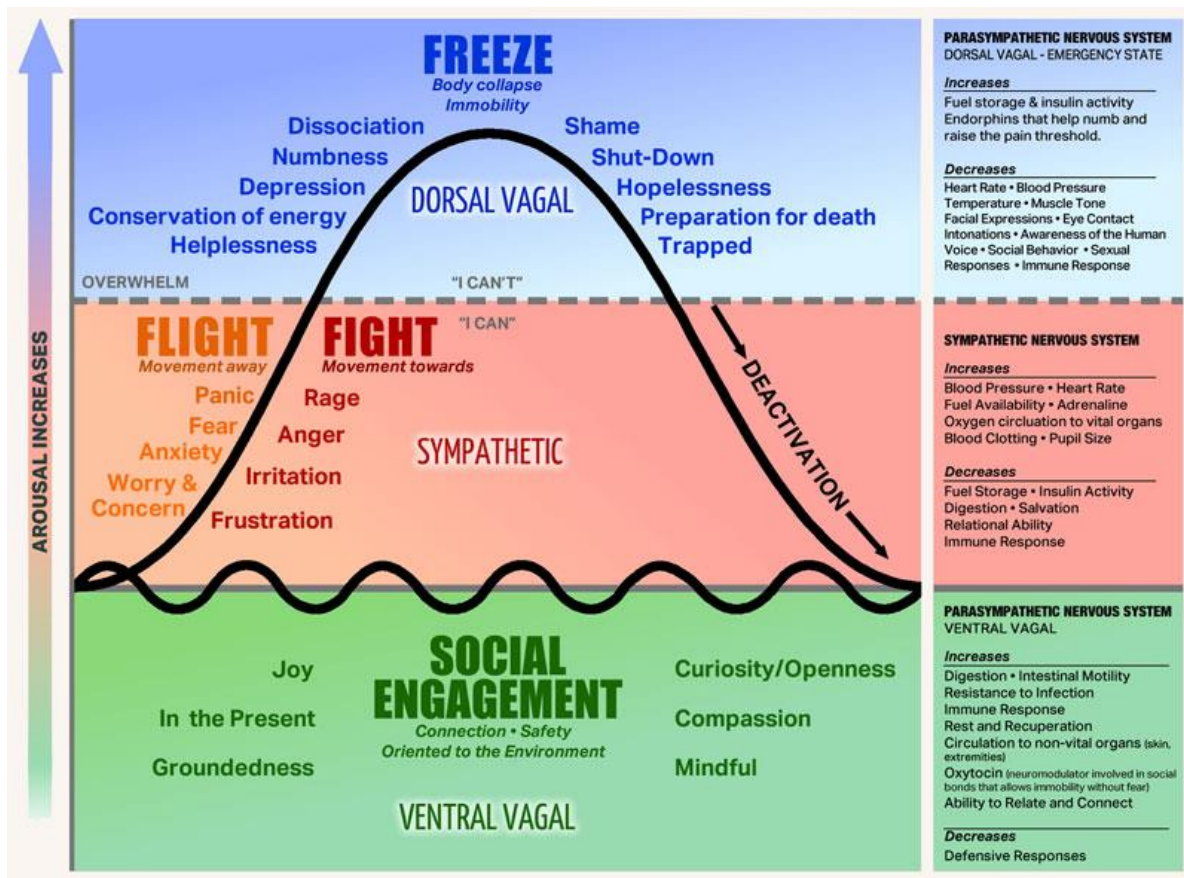 AROUSAL INCREASES
FREEZE
Body collapse
Immobility
Dissociation
Numbness
Depression
Conservation of energy
Helplessness
Shame
Shut-Down
Hopelessness
Preparation for death
Trapped
DORSAL VAGAL
OVERWHELM
"I CAN'T"
"I CAN"
FLIGHT
Movement away
Panic
Fear
Anxiety
Worry &
Concern
FIGHT
Movement towards
Rage
Anger
Irritation
Frustration
SYMPATHETIC
DEACTIVATION
SOCIAL
ENGAGEMENT
Connection • Safety
Oriented to the Environment
Joy
In the Present
Groundedness
Curiosity/Openness
Compassion
Mindful
VENTRAL VAGAL
PARASYMPATHETIC NERVOUS SYSTEM
DORSAL VAGAL - EMERGENCY STATE
Increases
Fuel storage & insulin activity
Endorphins that help numb and
raise the pain threshold.
Decreases
Heart Rate • Blood Pressure
Temperature • Muscle Tone
Facial Expressions • Eye Contact
Intonations • Awareness of the Human
Voice • Social Behavior • Sexual
Responses • Immune Response
SYMPATHETIC NERVOUS SYSTEM
Increases
Blood Pressure • Heart Rate
Fuel Availability • Adrenaline
Oxygen circluation to vital organs
Blood Clotting • Pupil Size
Decreases
Fuel Storage • Insulin Activity
Digestion • Salvation
Relational Ability
Immune Response
PARASYMPATHETIC NERVOUS SYSTEM
VENTRAL VAGAL
Increases
Digestion • Intestinal Motility
Resistance to Infection
Immune Response
Rest and Recuperation
Circulation to non-vital organs (skin,
extremities)
Oxytocin (neuromodulator involved in social
bonds that allows immobility without fear)
Ability to Relate and Connect
Decreases
Defensive Responses